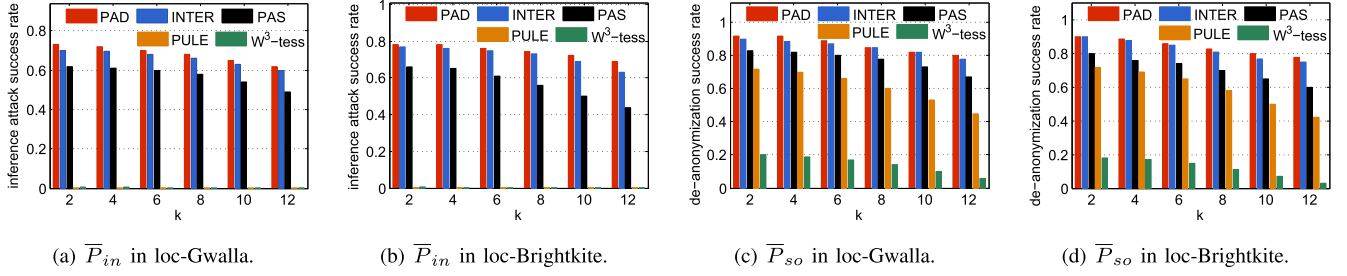 inference attack success rate
0.8
0.6
0.4
0.2
0
PAD INTER PAS
PULE W³-tess
2 4 6 8 10 12
k
(a) P̅_in in loc-Gwalla.
inference attack success rate
1
0.8
0.6
0.4
0.2
0
PAD INTER PAS
PULE W³-tess
2 4 6 8 10 12
k
(b) P̅_in in loc-Brightkite.
de-anonymization success rate
1
0.8
0.6
0.4
0.2
0
PAD INTER PAS
PULE W³-tess
2 4 6 8 10 12
k
(c) P̅_so in loc-Gwalla.
de-anonymization success rate
1
0.8
0.6
0.4
0.2
0
PAD INTER PAS
PULE W³-tess
2 4 6 8 10 12
k
(d) P̅_so in loc-Brightkite.